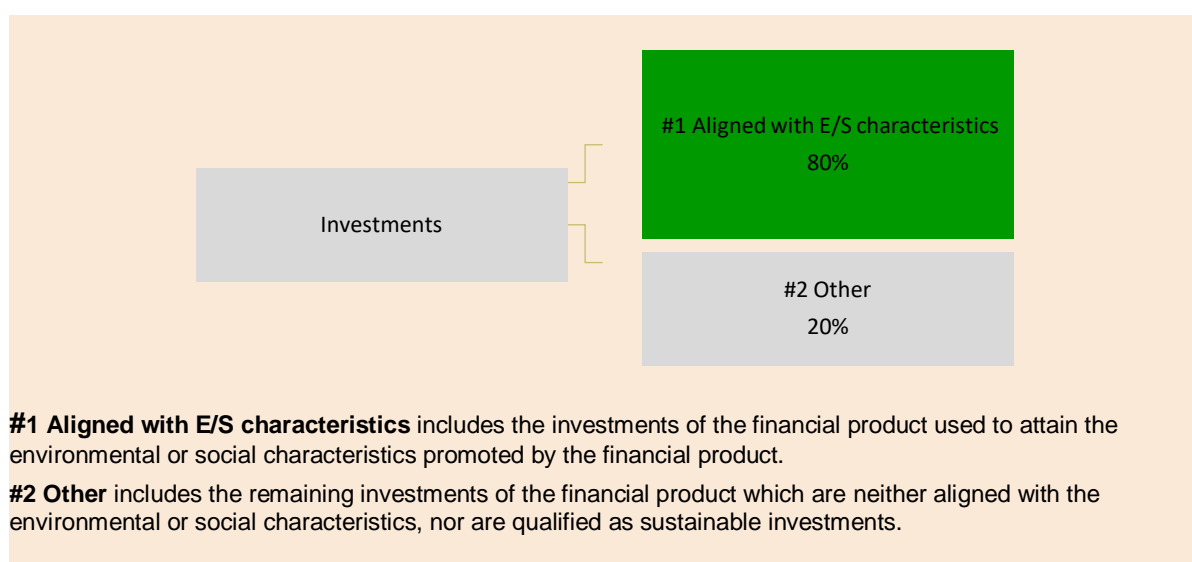 #1 Aligned with E/S characteristics
80%
Investments
#2 Other
20%
#1 Aligned with E/S characteristics includes the investments of the financial product used to attain the
environmental or social characteristics promoted by the financial product.
#2 Other includes the remaining investments of the financial product which are neither aligned with the
environmental or social characteristics, nor are qualified as sustainable investments.